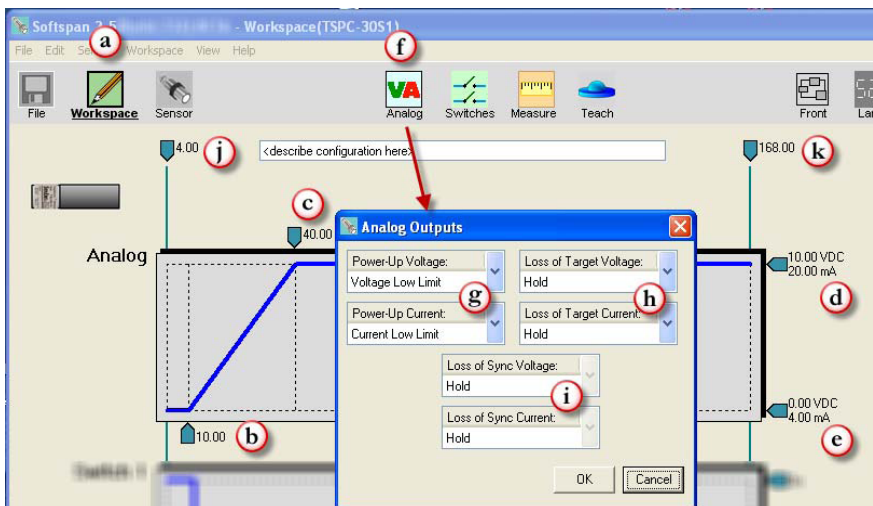 Softspan 2.5 - Workspace(TSPC-30S1)
a
File Edit Workspace View Help
f
File Workspace Sensor VA Analog Switches Measure Teach Front
4.00 j <describe configuration here> 168.00 k
c
40.00
Analog
Analog Outputs
Power-Up Voltage: Loss of Target Voltage:
Voltage Low Limit Hold
g h
Power-Up Current: Loss of Target Current:
Current Low Limit Hold
Loss of Sync Voltage:
Hold
i
Loss of Sync Current:
Hold
OK Cancel
10.00 VDC
20.00 mA
d
0.00 VDC
4.00 mA
e
10.00 b